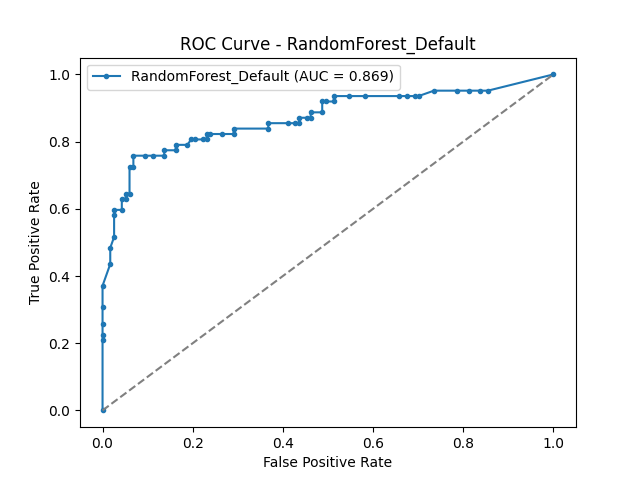 ROC Curve - RandomForest_Default
RandomForest_Default (AUC = 0.869)
True Positive Rate
1.0
0.8
0.6
0.4
0.2
0.0
0.0 0.2 0.4 0.6 0.8 1.0
False Positive Rate